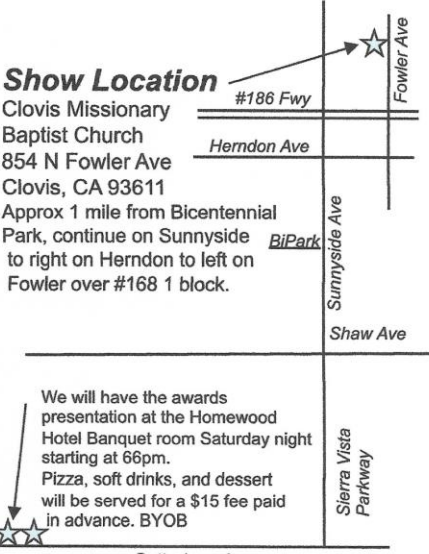 Show Location
Clovis Missionary
Baptist Church
854 N Fowler Ave
Clovis, CA 93611
Approx 1 mile from Bicentennial
Park, continue on Sunnyside
to right on Herndon to left on
Fowler over #168 1 block.
Fowler Ave
#186 Fwy
Herndon Ave
BiPark
Sunnyside Ave
Shaw Ave
We will have the awards
presentation at the Homewood
Hotel Banquet room Saturday night
starting at 66pm.
Pizza, soft drinks, and dessert
will be served for a $15 fee paid
in advance. BYOB
Sierra Vista
Parkway